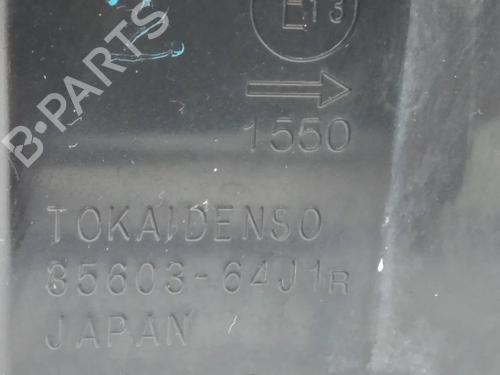 E13
1550
TOKAIDENSO
35603-64J1R
JAPAN
B-PARTS